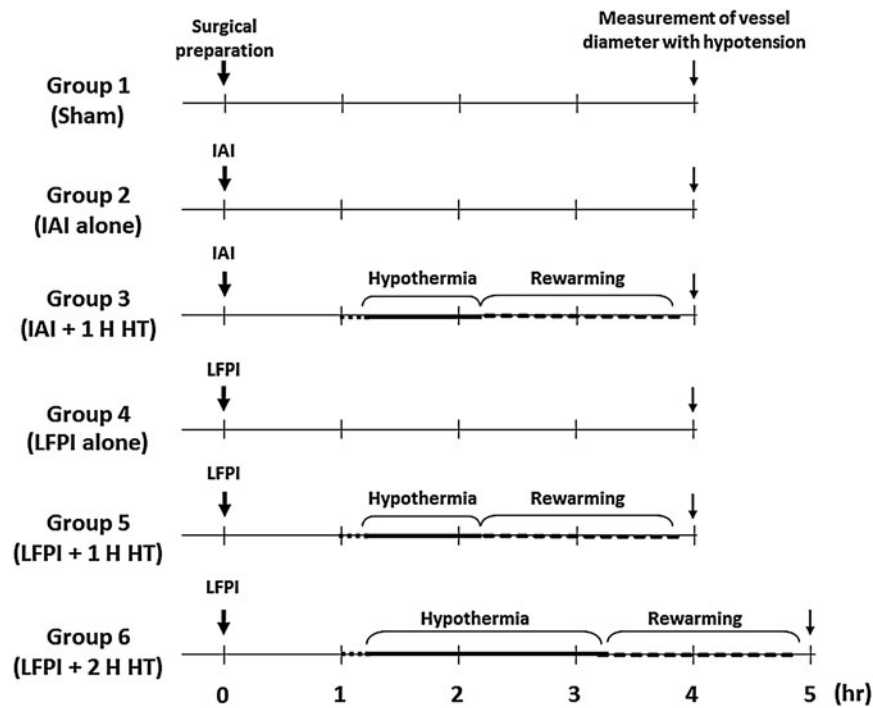 Surgical
preparation
Measurement of vessel
diameter with hypotension
Group 1
(Sham)
IAI
Group 2
(IAI alone)
IAI
Hypothermia Rewarming
Group 3
(IAI + 1 H HT)
LFPI
Group 4
(LFPI alone)
LFPI
Hypothermia Rewarming
Group 5
(LFPI + 1 H HT)
LFPI
Hypothermia Rewarming
Group 6
(LFPI + 2 H HT)
0 1 2 3 4 5 (hr)